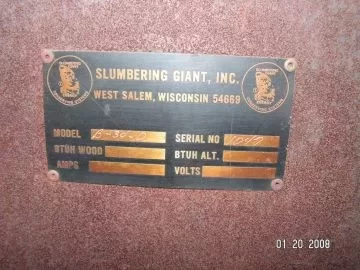 SLUMBERING GIANT, INC.
WEST SALEM, WISCONSIN 54669
MODEL SERIAL NO
BTUH WOOD BTUH ALT.
AMPS VOLTS
01 20 2008